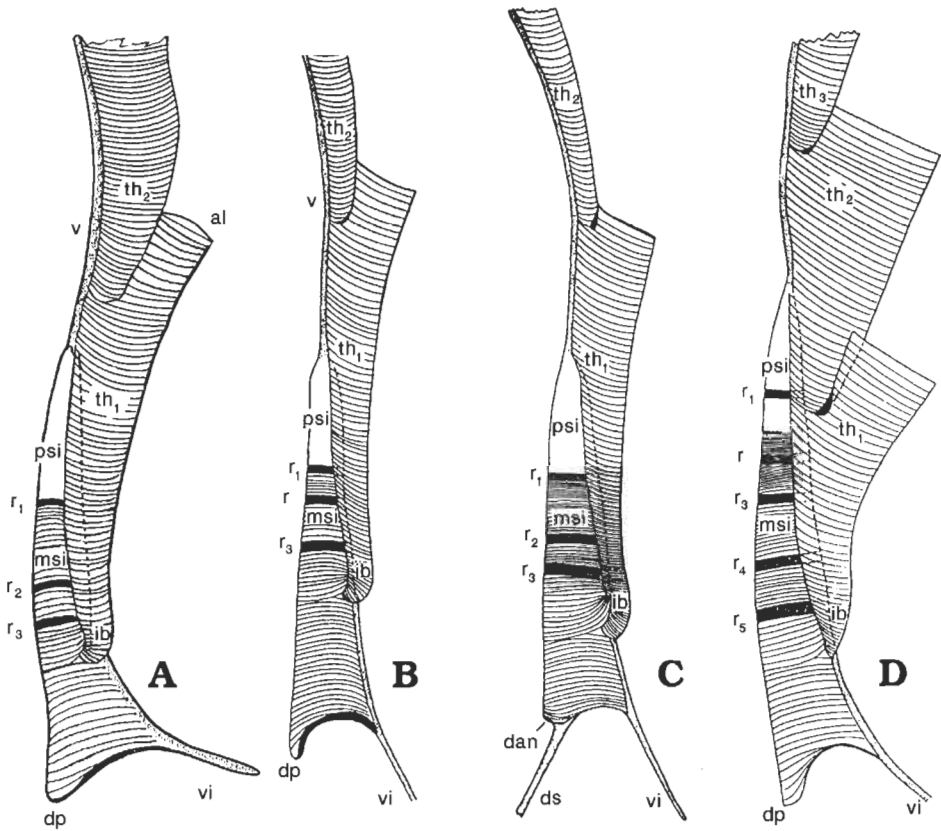 th2
v
al
th1
psi
r1
msi
r2
r3
ib
A
vi
dp
th2
v
th1
psi
r1
r
msi
r3
ib
B
dp
vi
th2
th1
psi
r1
msi
r2
r3
ib
C
dan
ds
vi
th3
th2
psi
r1
th1
r
r3
msi
r4
r5
ib
D
dp
vi